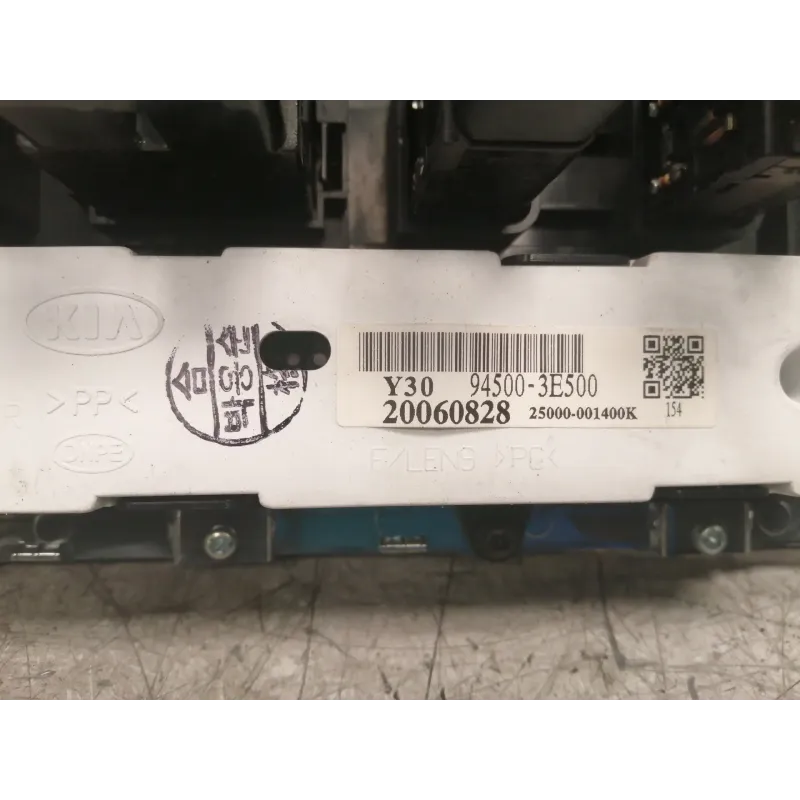 KIA
>PP<
Y30 94500-3E500
20060828 25000-001400K
154
F/LENS >PC<